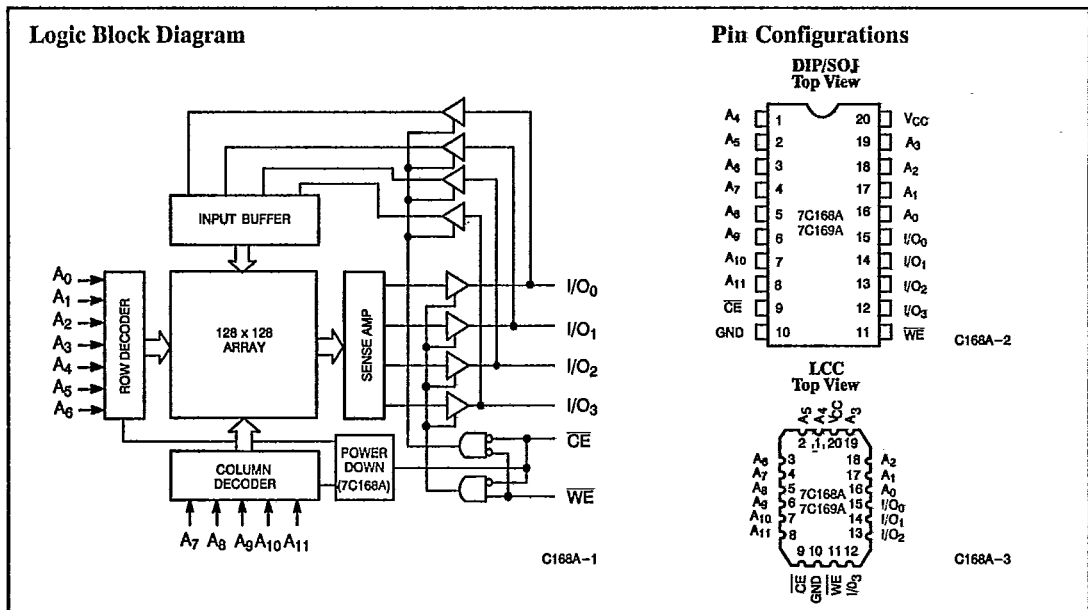 Logic Block Diagram
INPUT BUFFER
A0
A1
A2
A3
A4
A5
A6
ROW DECODER
128 x 128
ARRAY
SENSE AMP
I/O0
I/O1
I/O2
I/O3
CE
WE
COLUMN
DECODER
POWER
DOWN
(7C168A)
A7 A8 A9 A10 A11
C168A-1
Pin Configurations
DIP/SOJ
Top View
A4 1 20 VCC
A5 2 19 A3
A6 3 18 A2
A7 4 17 A1
A8 5 7C168A 16 A0
A9 6 7C169A 15 I/O0
A10 7 14 I/O1
A11 8 13 I/O2
CE 9 12 I/O3
GND 10 11 WE
C168A-2
LCC
Top View
A5 A4 VCC A3
2 1 20 19
A6 3 18 A2
A7 4 17 A1
A8 5 7C168A 16 A0
A9 6 7C169A 15 I/O0
A10 7 14 I/O1
A11 8 13 I/O2
9 10 11 12
CE GND WE I/O3
C168A-3